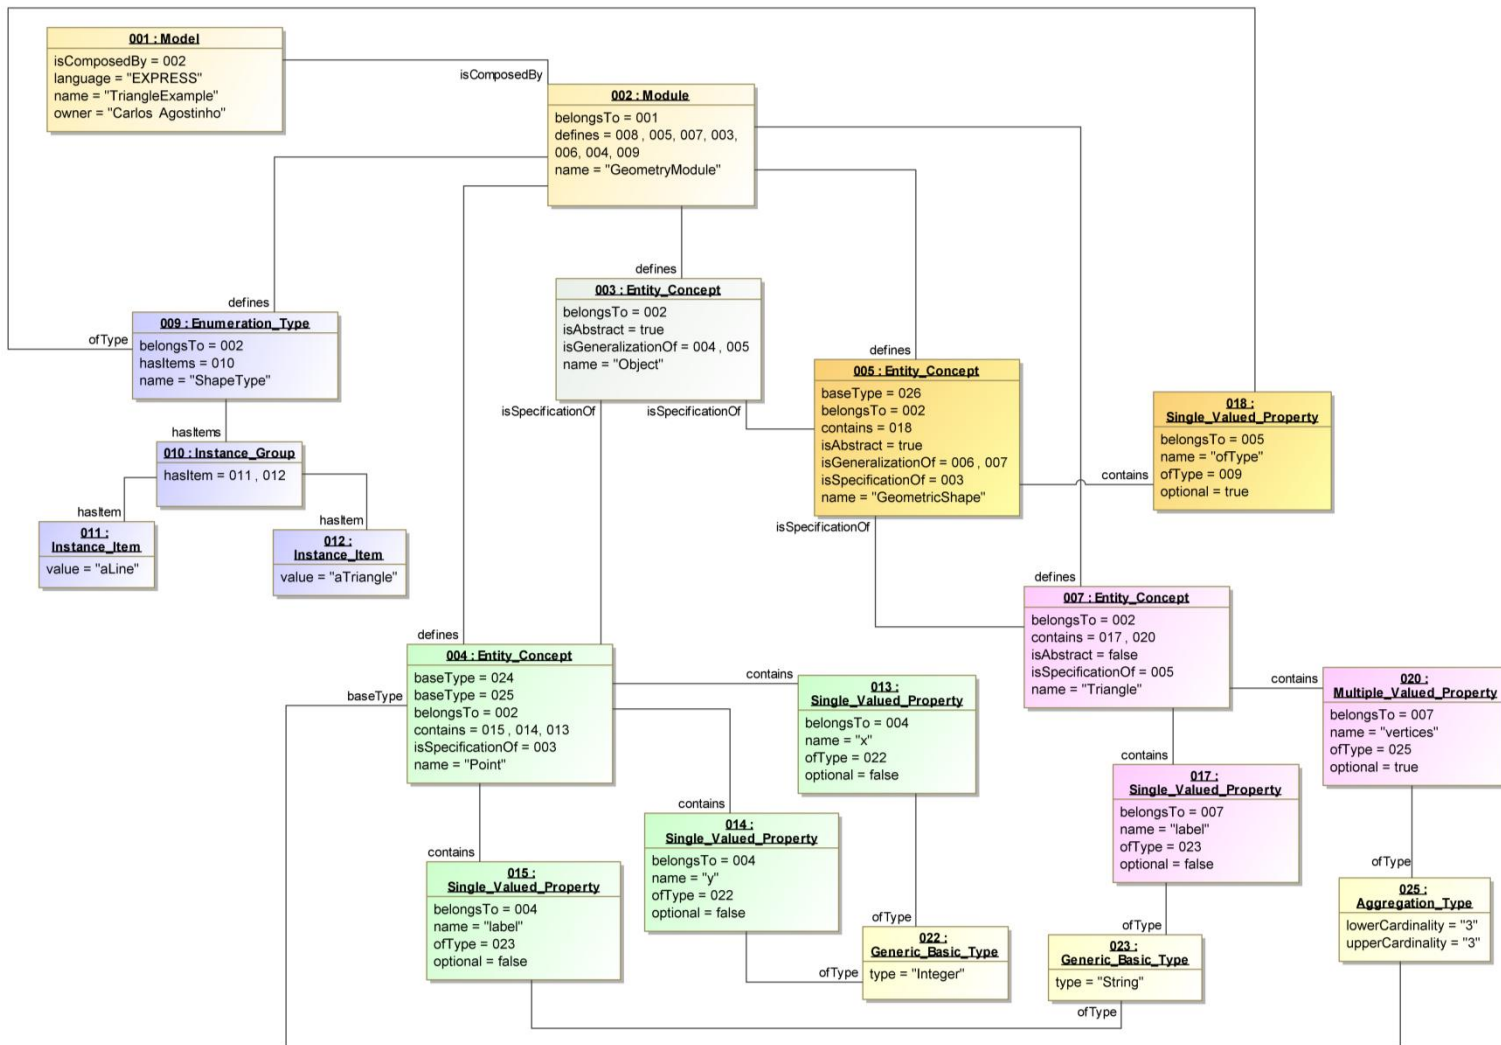 001 : Model
isComposedBy = 002
language = "EXPRESS"
name = "TriangleExample"
owner = "Carlos Agostinho"
isComposedBy
002 : Module
belongsTo = 001
defines = 008 , 005, 007, 003,
006, 004, 009
name = "GeometryModule"
defines
003 : Entity_Concept
belongsTo = 002
isAbstract = true
isGeneralizationOf = 004 , 005
name = "Object"
defines
ofType
009 : Enumeration_Type
belongsTo = 002
hasItems = 010
name = "ShapeType"
hasItems
010 : Instance_Group
hasItem = 011 , 012
hasItem
011 :
Instance_Item
value = "aLine"
hasItem
012 :
Instance_Item
value = "aTriangle"
isSpecificationOf
isSpecificationOf
defines
005 : Entity_Concept
baseType = 026
belongsTo = 002
contains = 018
isAbstract = true
isGeneralizationOf = 006 , 007
isSpecificationOf = 003
name = "GeometricShape"
contains
018 :
Single_Valued_Property
belongsTo = 005
name = "ofType"
ofType = 009
optional = true
isSpecificationOf
defines
007 : Entity_Concept
belongsTo = 002
contains = 017 , 020
isAbstract = false
isSpecificationOf = 005
name = "Triangle"
defines
004 : Entity_Concept
baseType = 024
baseType = 025
belongsTo = 002
contains = 015 , 014, 013
isSpecificationOf = 003
name = "Point"
baseType
contains
013 :
Single_Valued_Property
belongsTo = 004
name = "x"
ofType = 022
optional = false
contains
020 :
Multiple_Valued_Property
belongsTo = 007
name = "vertices"
ofType = 025
optional = true
contains
017 :
Single_Valued_Property
belongsTo = 007
name = "label"
ofType = 023
optional = false
contains
014 :
Single_Valued_Property
belongsTo = 004
name = "y"
ofType = 022
optional = false
contains
015 :
Single_Valued_Property
belongsTo = 004
name = "label"
ofType = 023
optional = false
ofType
ofType
022 :
Generic_Basic_Type
type = "Integer"
ofType
023 :
Generic_Basic_Type
type = "String"
ofType
ofType
025 :
Aggregation_Type
lowerCardinality = "3"
upperCardinality = "3"